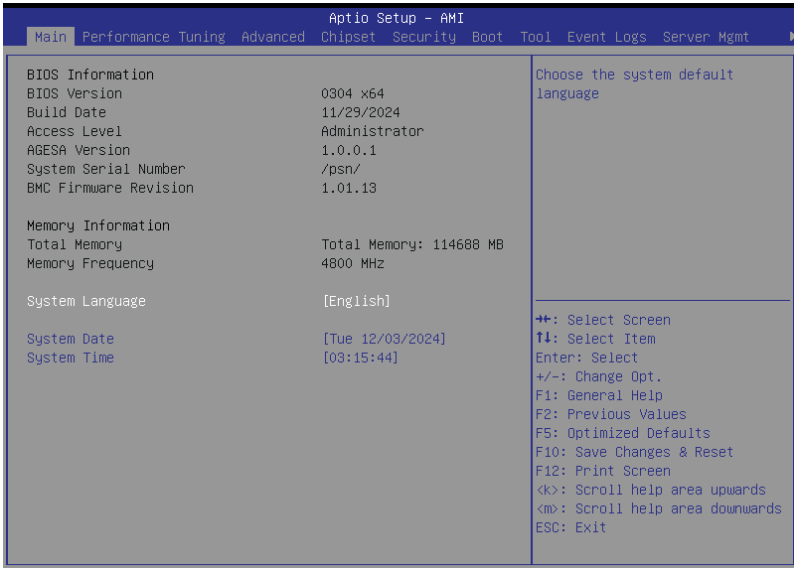 Aptio Setup – AMI
Main Performance Tuning Advanced Chipset Security Boot Tool Event Logs Server Mgmt ▶
BIOS Information
BIOS Version 0304 x64
Build Date 11/29/2024
Access Level Administrator
AGESA Version 1.0.0.1
System Serial Number /psn/
BMC Firmware Revision 1.01.13
Memory Information
Total Memory Total Memory: 114688 MB
Memory Frequency 4800 MHz
System Language [English]
System Date [Tue 12/03/2024]
System Time [03:15:44]
Choose the system default
language
→←: Select Screen
↑↓: Select Item
Enter: Select
+/-: Change Opt.
F1: General Help
F2: Previous Values
F5: Optimized Defaults
F10: Save Changes & Reset
F12: Print Screen
<k>: Scroll help area upwards
<m>: Scroll help area downwards
ESC: Exit